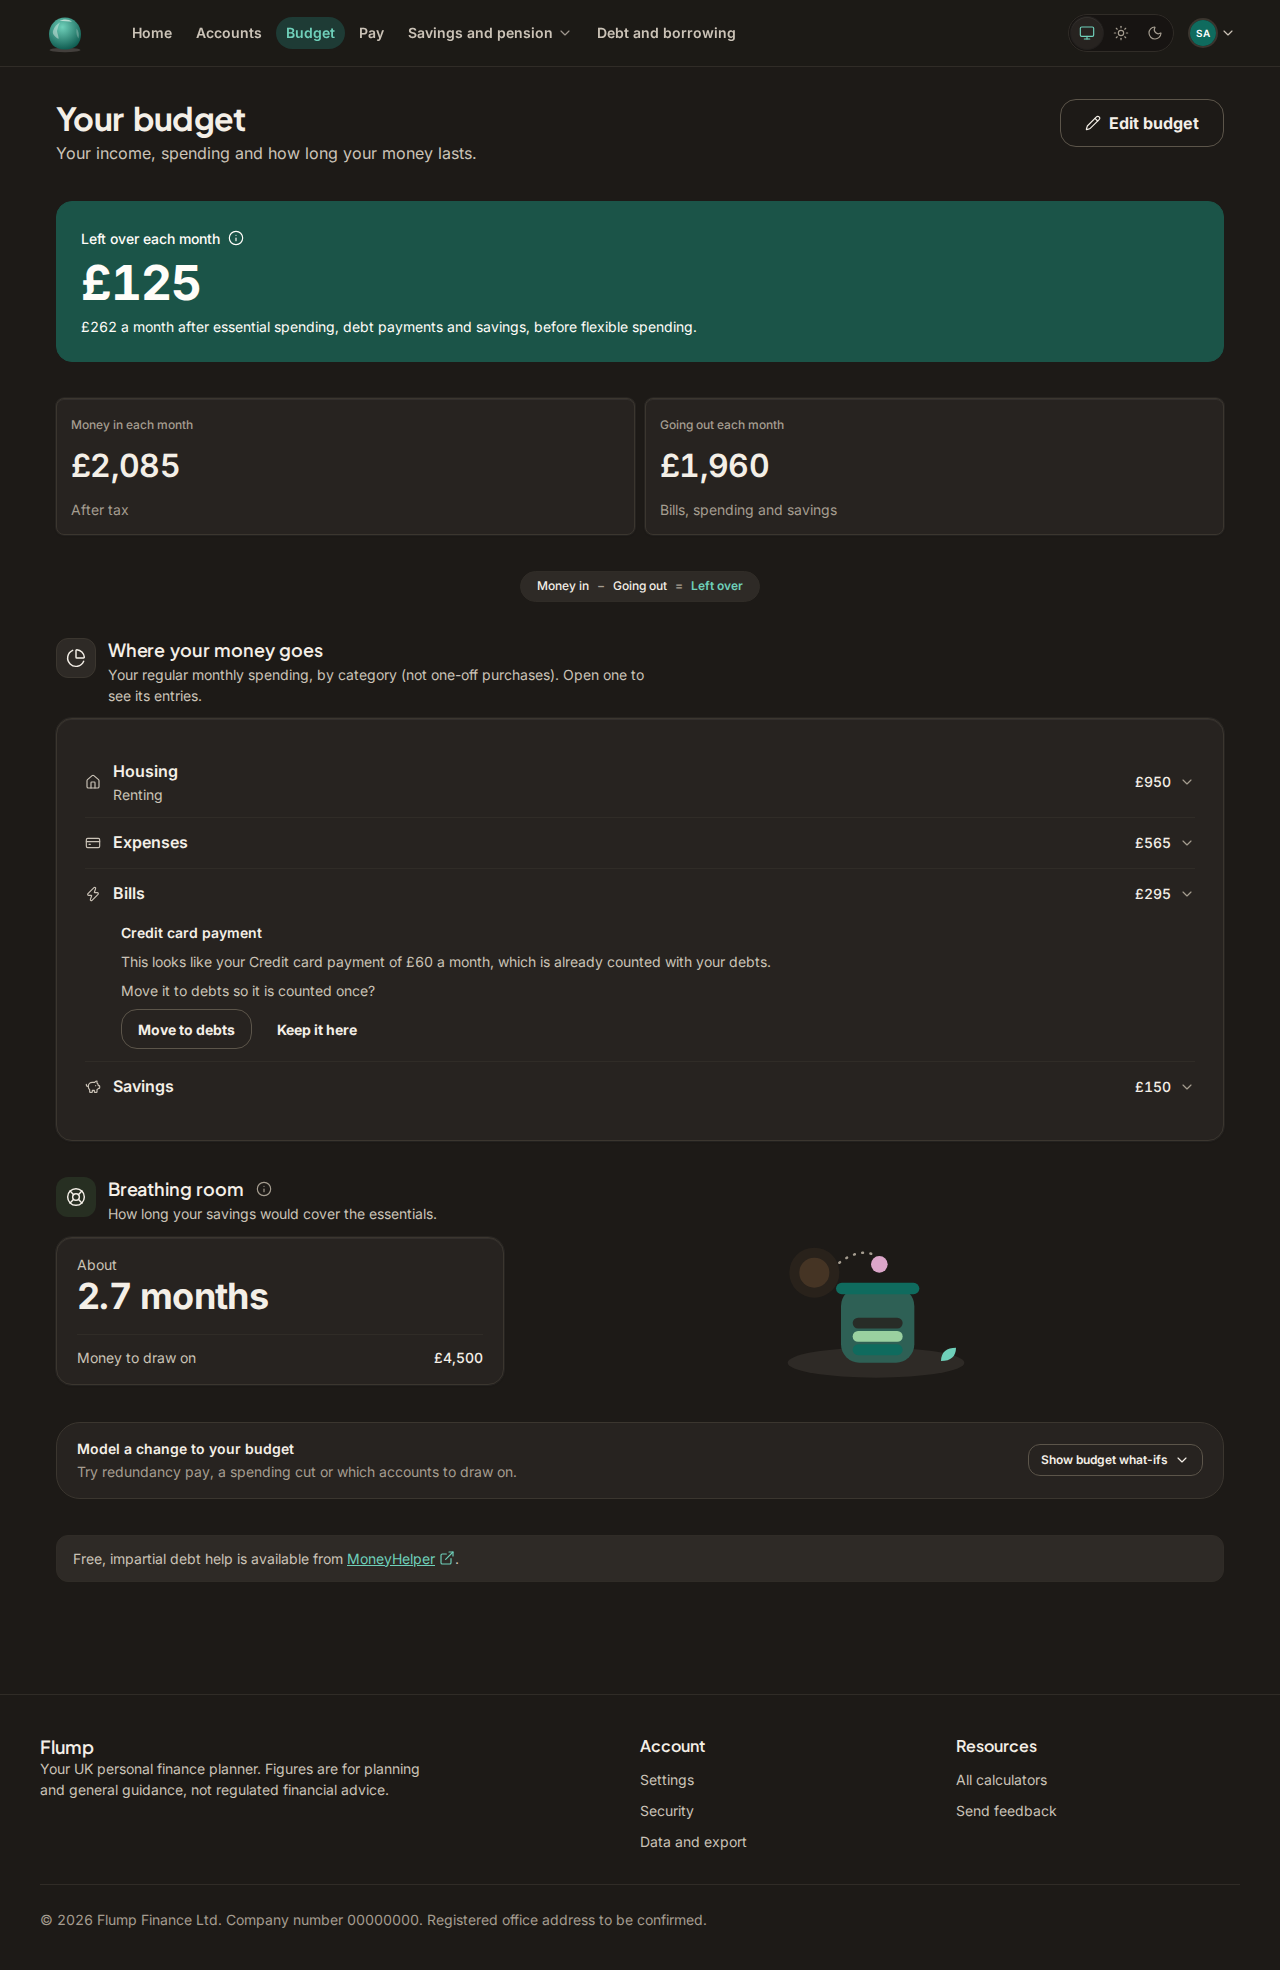 Home
Accounts
Budget
Pay
Savings and pension
Debt and borrowing
SA
Your budget
Your income, spending and how long your money lasts.
Edit budget
Left over each month
£125
£262 a month after essential spending, debt payments and savings, before flexible spending.
Money in each month
£2,085
After tax
Going out each month
£1,960
Bills, spending and savings
Money in − Going out = Left over
Where your money goes
Your regular monthly spending, by category (not one-off purchases). Open one to
see its entries.
Housing
Renting
£950
Expenses
£565
Bills
£295
Credit card payment
This looks like your Credit card payment of £60 a month, which is already counted with your debts.
Move it to debts so it is counted once?
Move to debts
Keep it here
Savings
£150
Breathing room
How long your savings would cover the essentials.
About
2.7 months
Money to draw on
£4,500
Model a change to your budget
Try redundancy pay, a spending cut or which accounts to draw on.
Show budget what-ifs
Free, impartial debt help is available from MoneyHelper.
Flump
Your UK personal finance planner. Figures are for planning
and general guidance, not regulated financial advice.
Account
Settings
Security
Data and export
Resources
All calculators
Send feedback
© 2026 Flump Finance Ltd. Company number 00000000. Registered office address to be confirmed.